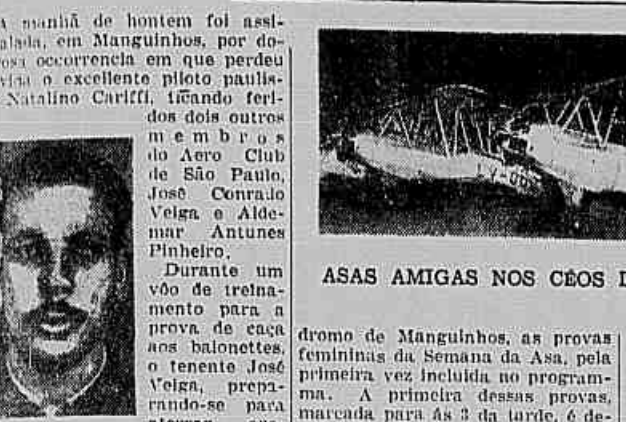 manhã de hontem foi assi-
em Manguinhos, por do-
occorrencia em que perdeu
o excellente piloto paulis-
Natalino Cariffi, ficando feri-
dos dois outros
membros
do Aero Club
de São Paulo,
José Conrado
Veiga e Alde-
mar Antunes
Pinheiro.
Durante um
vôo de treina-
mento para a
prova de caça
aos balonettes,
o tenente José
Veiga, prepa-
rando-se para
ASAS AMIGAS NOS CÉOS
dromo de Manguinhos, as provas
femininas da Semana da Asa, pela
primeira vez incluida no program-
ma. A primeira dessas provas,
marcada para ás 3 da tarde, é de-